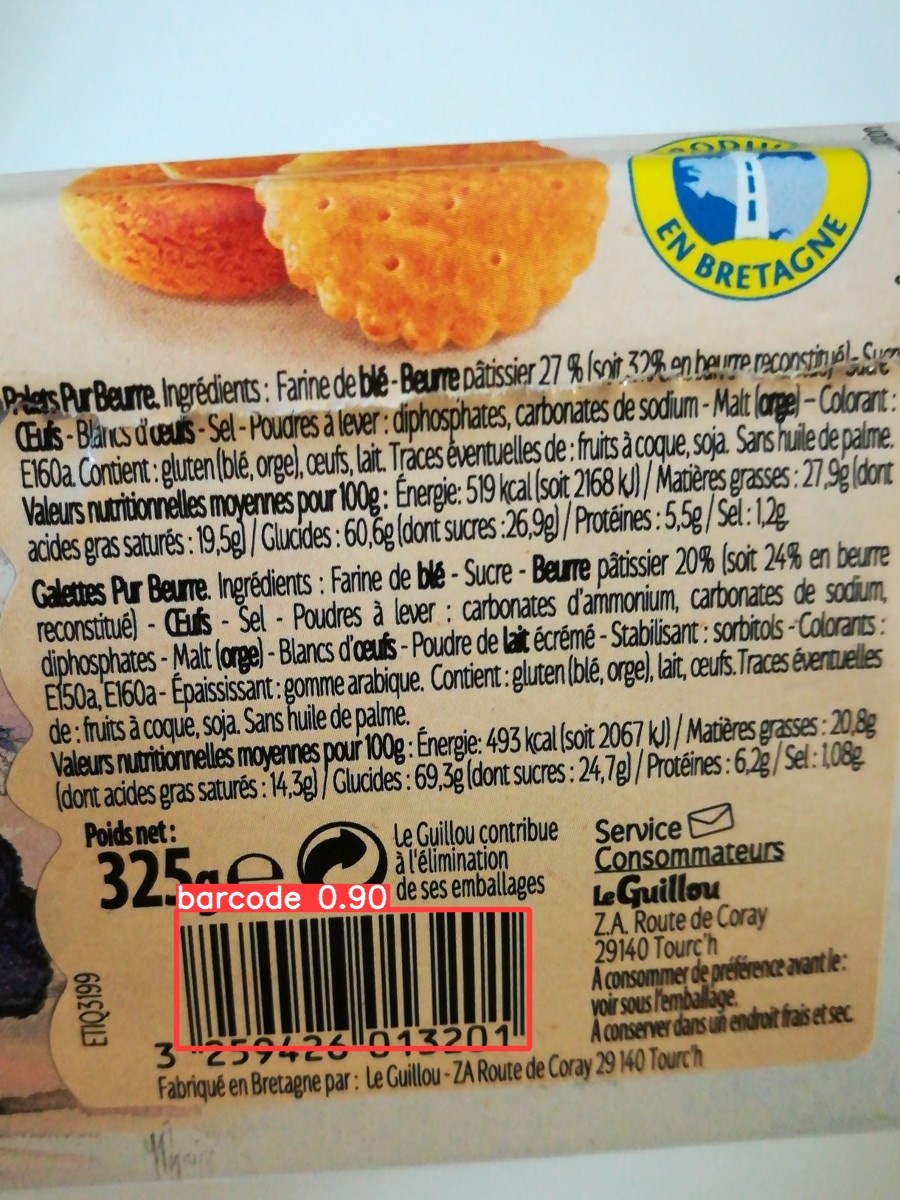 EN BRETAGNE
Palets Pur Beurre. Ingrédients : Farine de blé - Beurre pâtissier 27 % (soit 32% en beurre reconstitué) - Sucre
Œufs - Blancs d'œufs - Sel - Poudres à lever : diphosphates, carbonates de sodium - Malt (orge) - Colorant :
E160a. Contient : gluten (blé, orge), œufs, lait. Traces éventuelles de : fruits à coque, soja. Sans huile de palme.
Valeurs nutritionnelles moyennes pour 100g : Énergie: 519 kcal (soit 2168 kJ) / Matières grasses : 27,9g (dont
acides gras saturés : 19,5g) / Glucides : 60,6g (dont sucres :26,9g) / Protéines : 5,5g / Sel : 1,2g.
Galettes Pur Beurre. Ingrédients : Farine de blé - Sucre - Beurre pâtissier 20% (soit 24% en beurre
reconstitué) - Œufs - Sel - Poudres à lever : carbonates d'ammonium, carbonates de sodium,
diphosphates - Malt (orge) - Blancs d'œufs - Poudre de lait écrémé - Stabilisant : sorbitols - Colorants :
E150a, E160a - Épaississant : gomme arabique. Contient : gluten (blé, orge), lait, œufs. Traces éventuelles
de : fruits à coque, soja. Sans huile de palme.
Valeurs nutritionnelles moyennes pour 100g : Énergie: 493 kcal (soit 2067 kJ) / Matières grasses : 20,8g
(dont acides gras saturés : 14,3g) / Glucides : 69,3g (dont sucres : 24,7g) / Protéines : 6,2g / Sel : 1,08g.
Poids net :
325g e
Le Guillou contribue
à l'élimination
de ses emballages
Service
Consommateurs
Le Guillou
Z.A. Route de Coray
29140 Tourc'h
A consommer de préférence avant le :
voir sous l'emballage.
A conserver dans un endroit frais et sec.
barcode 0.90
ETIQ3199
3 259426 013201
Fabriqué en Bretagne par : Le Guillou - ZA Route de Coray 29 140 Tourc'h